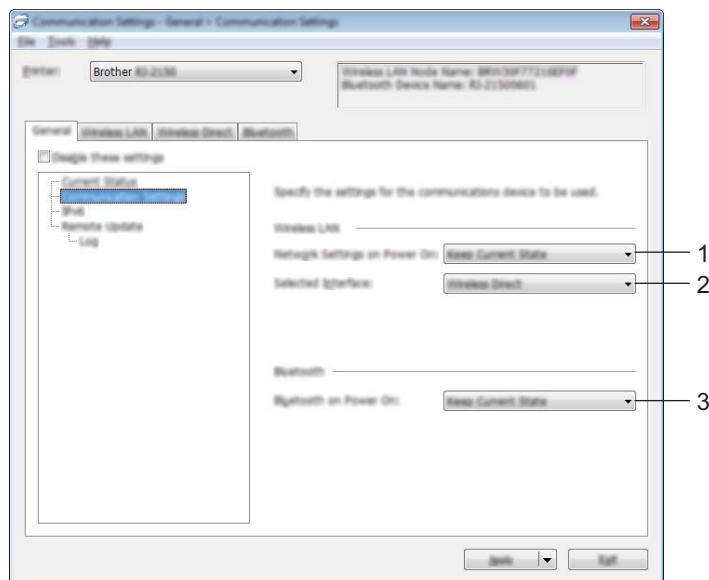 Communication Settings - General > Communication Settings
File Tools Help
Printer: Brother RJ-2150
Wireless LAN Node Name:
Bluetooth Device Name:
General Wireless LAN Wireless Direct Bluetooth
Disable these settings
Current Status
Communication Settings
IPv6
Remote Update
Log
Specify the settings for the communications device to be used.
Wireless LAN
Network Settings on Power On: Keep Current State 1
Selected Interface: Wireless Direct 2
Bluetooth
Bluetooth on Power On: Keep Current State 3
Apply Exit